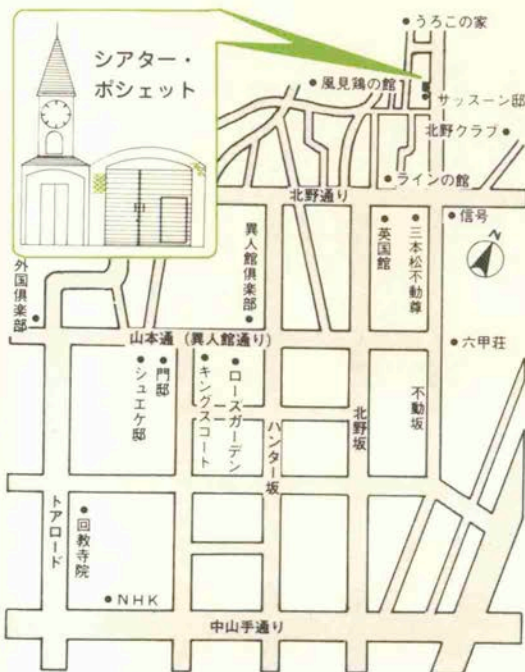 シアター・
ポシェット
うろこの家
風見鶏の館
サッスーン邸
北野クラブ
ラインの館
北野通り
信号
異人館倶楽部
英国館
三本松不動尊
N
外国倶楽部
山本通(異人館通り)
六甲荘
シュエケ邸
門邸
キングスコート
ローズガーデン
ハンター坂
北野坂
不動坂
トアロード
回教寺院
NHK
中山手通り